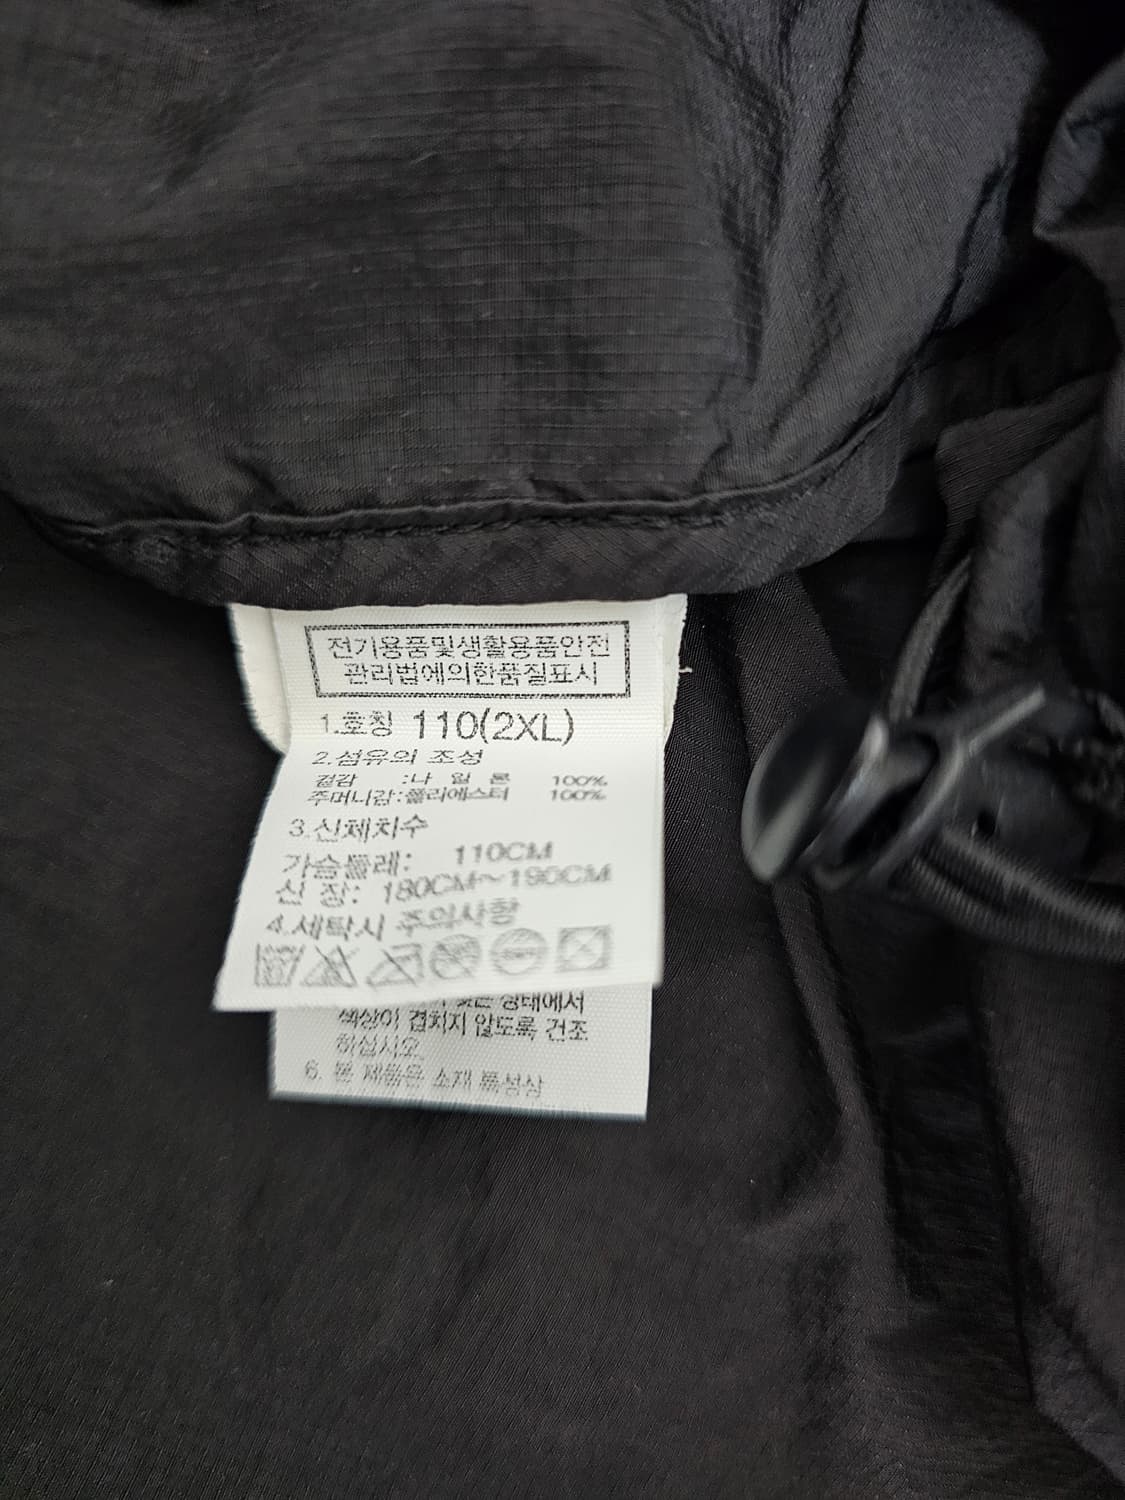 전기용품및생활용품안전
관리법에의한품질표시
1.호칭 110(2XL)
2.섬유의 조성
겉감 :나 일 론 100%
주머니감:폴리에스터 100%
3.신체치수
가슴둘레: 110CM
신 장: 180CM~190CM
4.세탁시 주의사항
상태에서
색상이 겹치지 않도록 건조
하십시오.
6. 본 제품은 소재 특성상